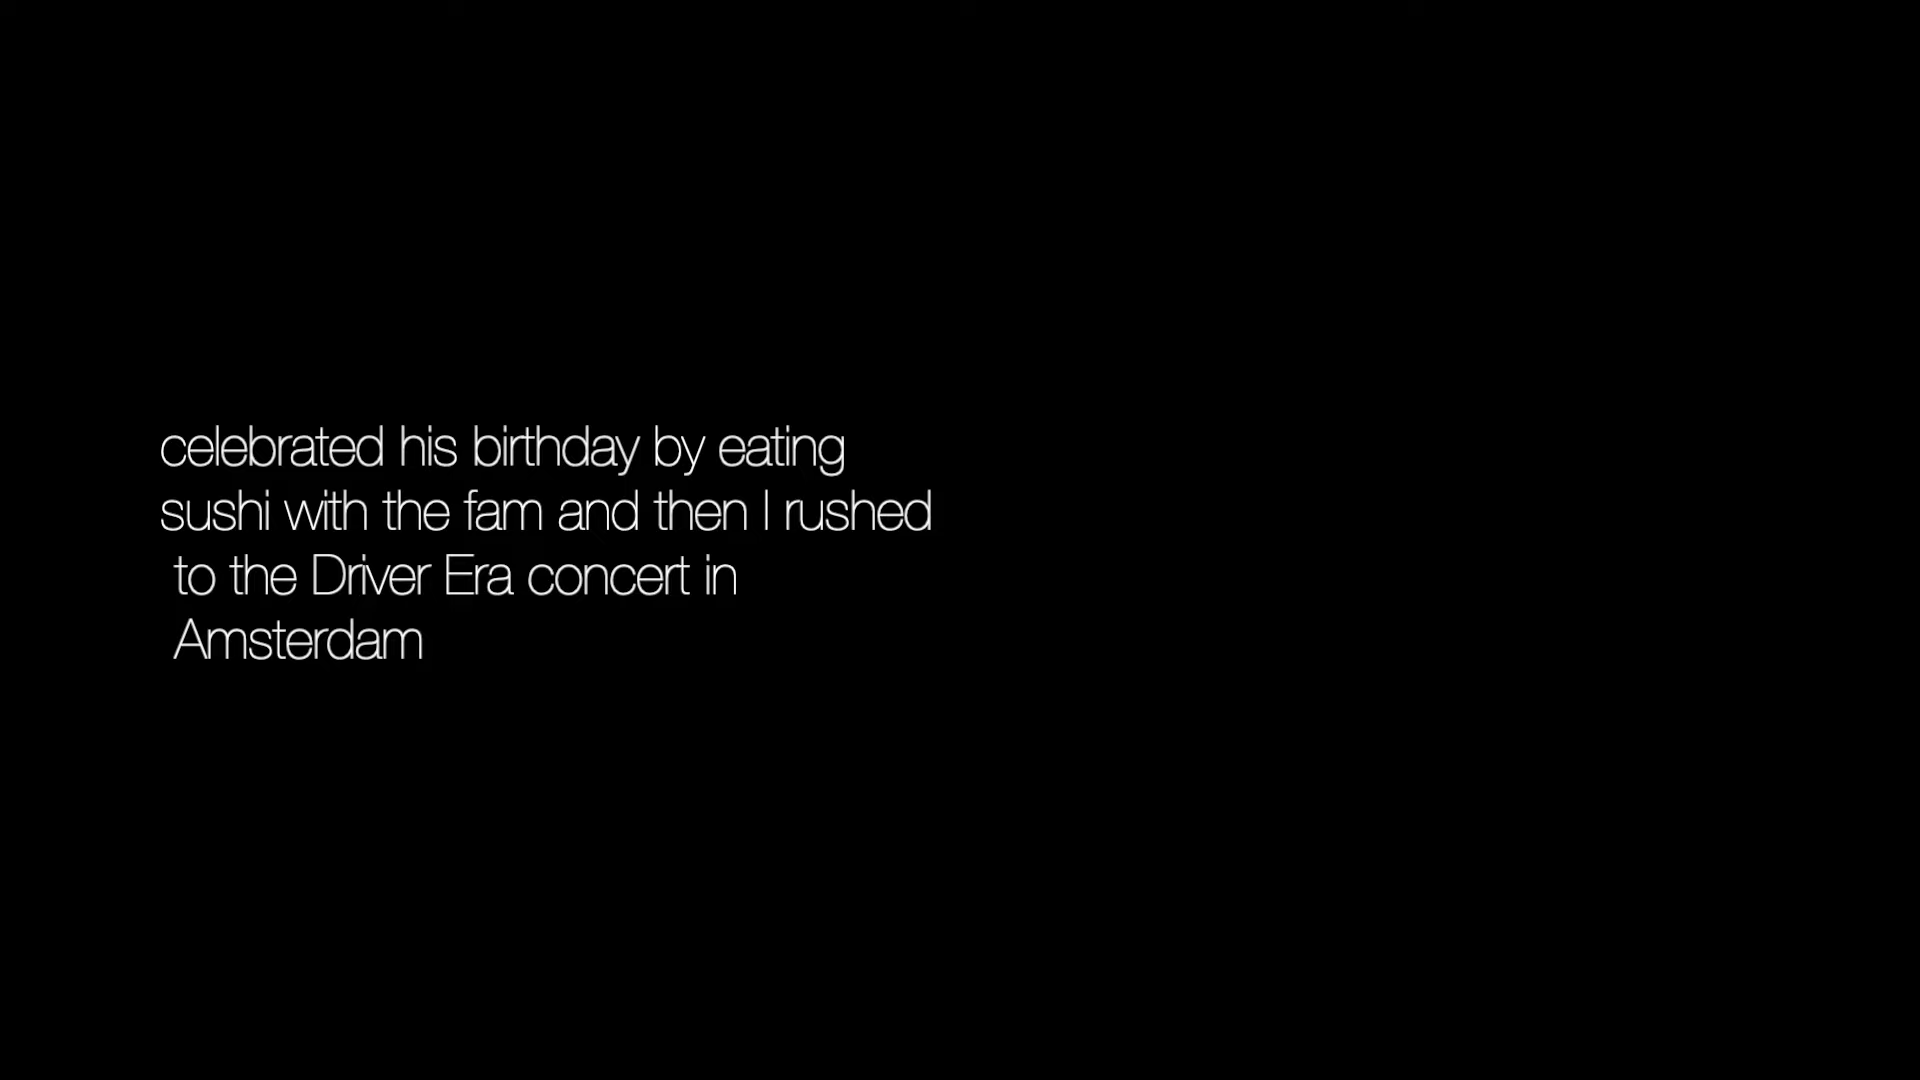 celebrated his birthday by eating
sushi with the fam and then I rushed
to the Driver Era concert in
Amsterdam